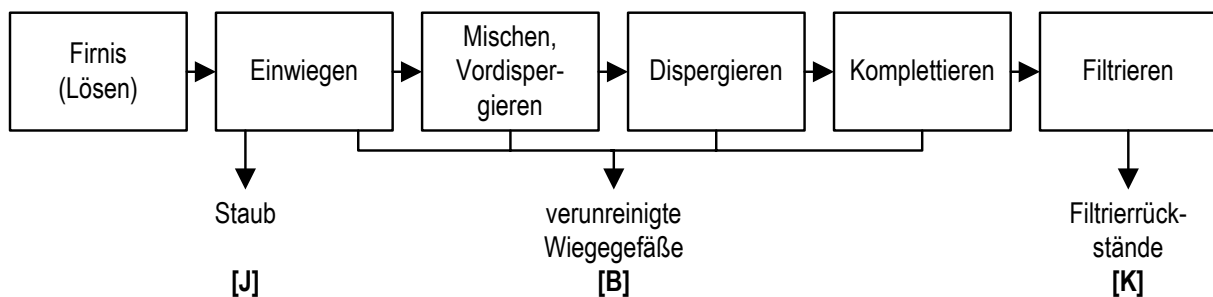 Firnis
(Lösen)
Einwiegen
Mischen,
Vordisper-
gieren
Dispergieren
Komplettieren
Filtrieren
Staub
[J]
verunreinigte
Wiegegefäße
[B]
Filtrierrück-
stände
[K]